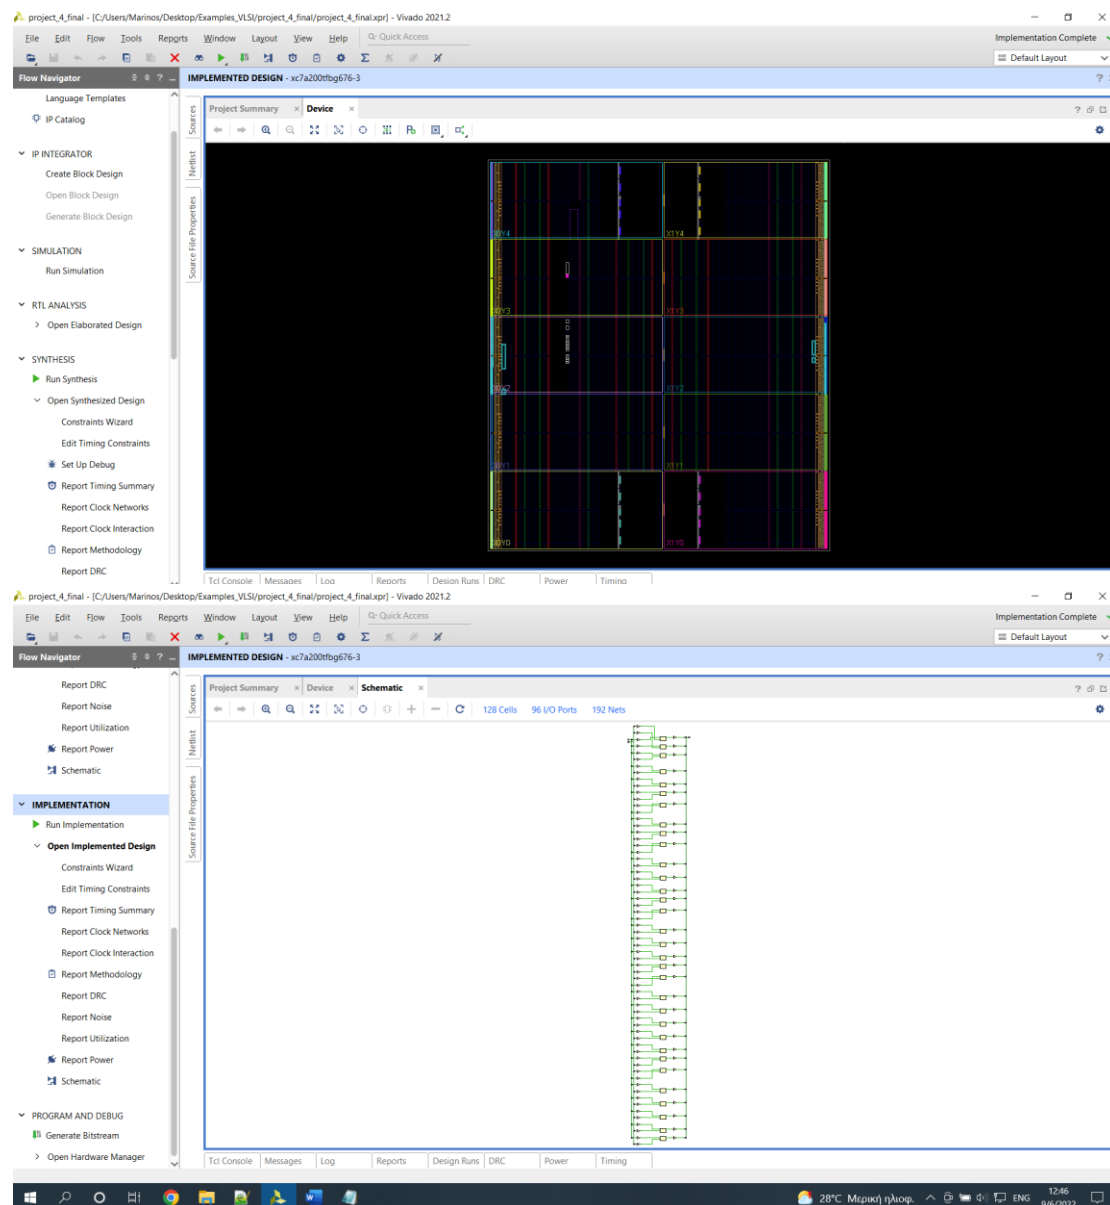 project_4_final - [C:/Users/Marinos/Desktop/Examples_VLSI/project_4_final/project_4_final.xpr] - Vivado 2021.2
File Edit Flow Tools Reports Window Layout View Help Q- Quick Access
Implementation Complete
Default Layout
Flow Navigator
IMPLEMENTED DESIGN - xc7a200tfbg676-3
Language Templates
IP Catalog
IP INTEGRATOR
Create Block Design
Open Block Design
Generate Block Design
SIMULATION
Run Simulation
RTL ANALYSIS
Open Elaborated Design
SYNTHESIS
Run Synthesis
Open Synthesized Design
Constraints Wizard
Edit Timing Constraints
Set Up Debug
Report Timing Summary
Report Clock Networks
Report Clock Interaction
Report Methodology
Report DRC
Sources
Netlist
Source File Properties
Project Summary
Device
X0Y4 X1Y4
X0Y3 X1Y3
X0Y2 X1Y2
X0Y1 X1Y1
X0Y0 X1Y0
Tcl Console Messages Log Reports Design Runs DRC Power Timing
project_4_final - [C:/Users/Marinos/Desktop/Examples_VLSI/project_4_final/project_4_final.xpr] - Vivado 2021.2
File Edit Flow Tools Reports Window Layout View Help Q- Quick Access
Implementation Complete
Default Layout
Flow Navigator
IMPLEMENTED DESIGN - xc7a200tfbg676-3
Report DRC
Report Noise
Report Utilization
Report Power
Schematic
IMPLEMENTATION
Run Implementation
Open Implemented Design
Constraints Wizard
Edit Timing Constraints
Report Timing Summary
Report Clock Networks
Report Clock Interaction
Report Methodology
Report DRC
Report Noise
Report Utilization
Report Power
Schematic
PROGRAM AND DEBUG
Generate Bitstream
Open Hardware Manager
Sources
Netlist
Source File Properties
Project Summary
Device
Schematic
128 Cells 96 I/O Ports 192 Nets
Tcl Console Messages Log Reports Design Runs DRC Power Timing
28°C Μερική ηλιοφ.
ENG
12:46
9/6/2022